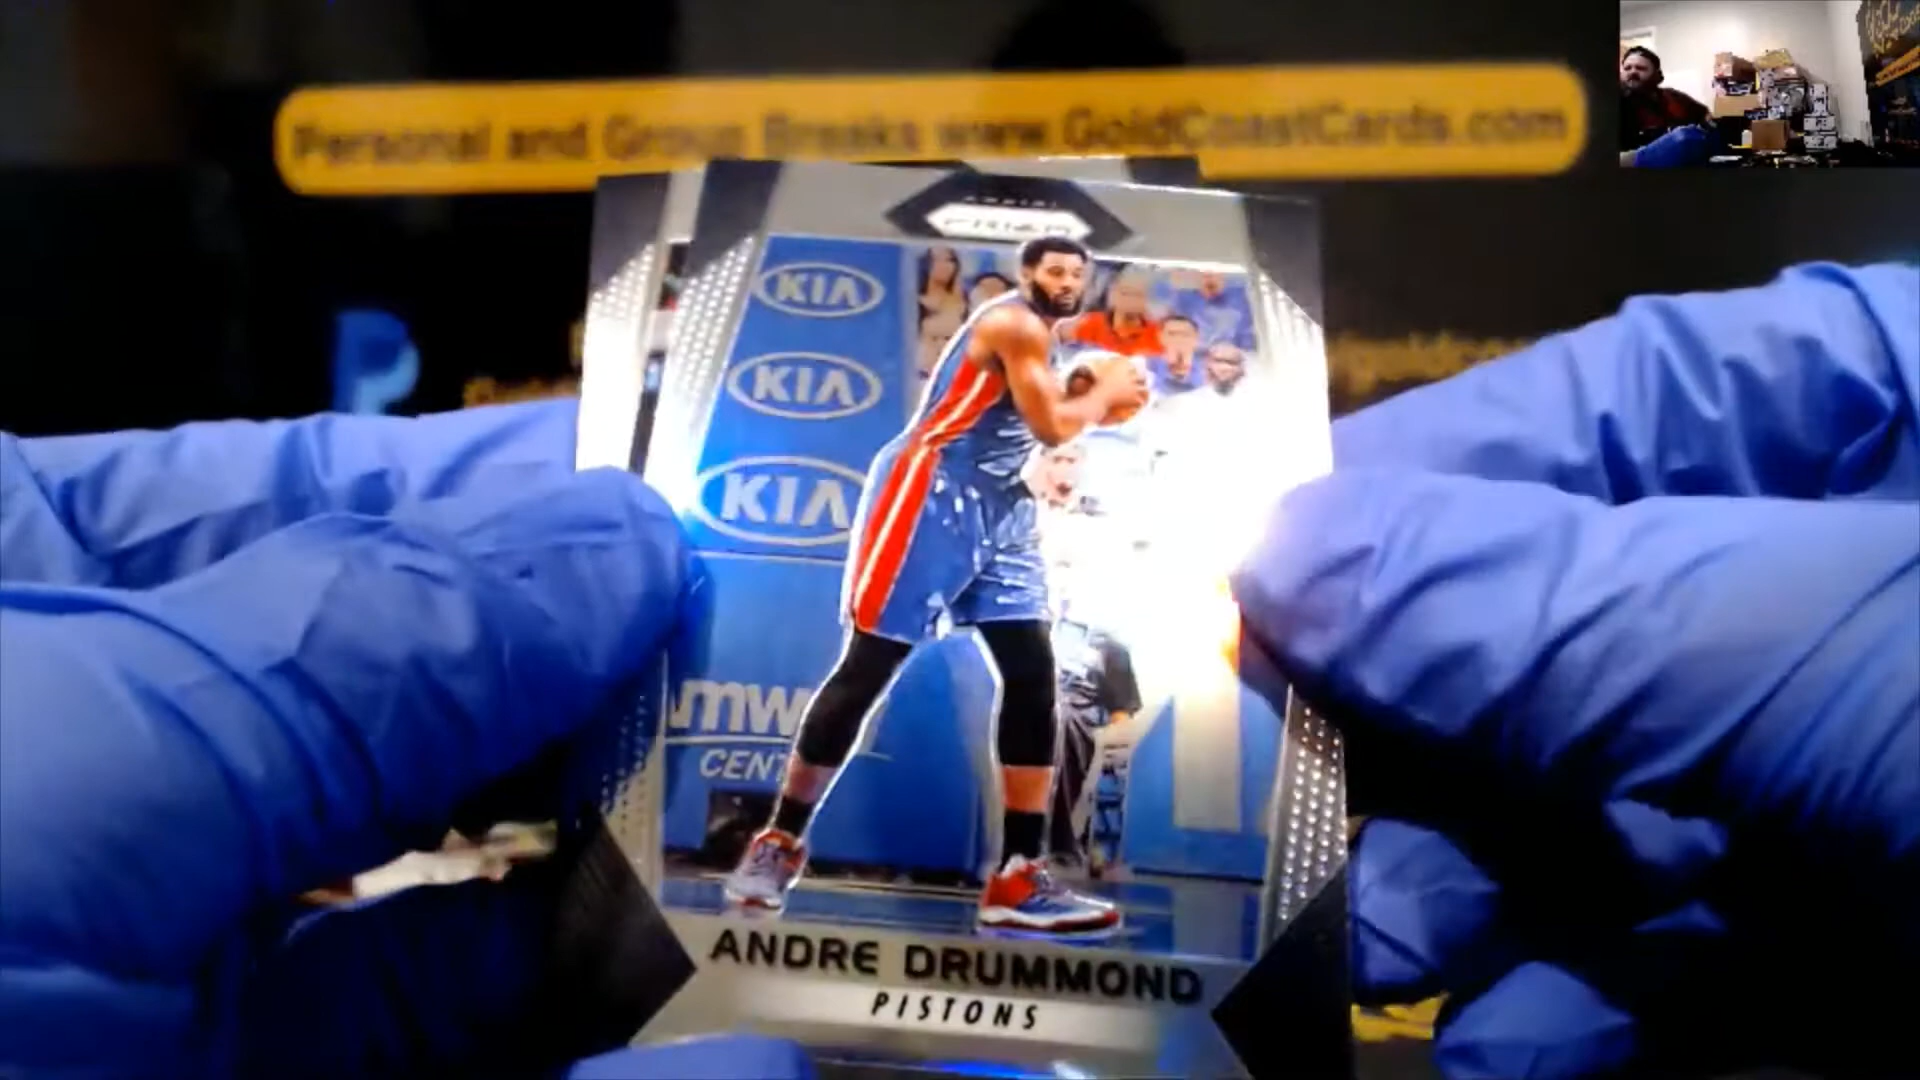 Personal and Group Breaks www.GoldCoastCards.com
PRIZM
KIA
KIA
KIA
CENT
ANDRE DRUMMOND
PISTONS